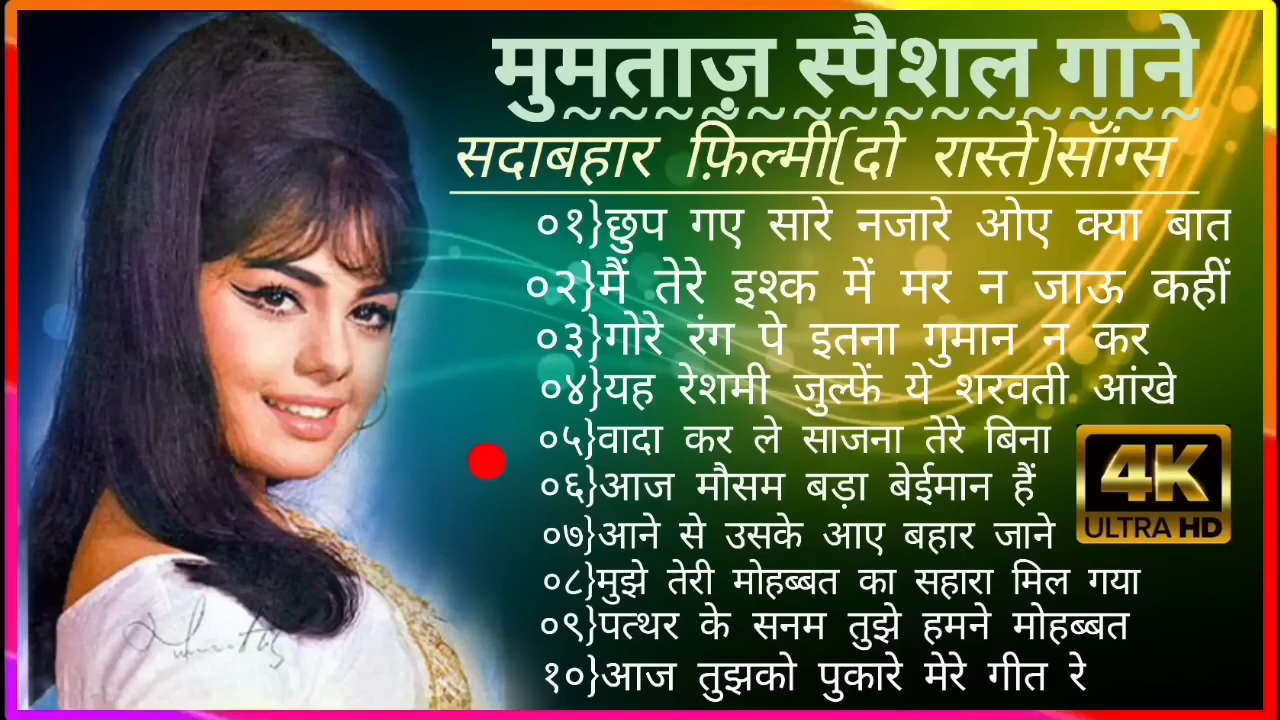 मुमताज़ स्पैशल गाने
~~~~~~~~~~~~~~
सदाबहार फ़िल्मी(दो रास्ते)सॉंग्स
०१}छुप गए सारे नजारे ओए क्या बात
०२}मैं तेरे इश्क में मर न जाऊ कहीं
०३}गोरे रंग पे इतना गुमान न कर
०४}यह रेशमी जुल्फें ये शरवती आंखे
०५}वादा कर ले साजना तेरे बिना
०६}आज मौसम बड़ा बेईमान हैं
०७}आने से उसके आए बहार जाने
०८}मुझे तेरी मोहब्बत का सहारा मिल गया
०९}पत्थर के सनम तुझे हमने मोहब्बत
१०}आज तुझको पुकारे मेरे गीत रे
4K
ULTRA HD